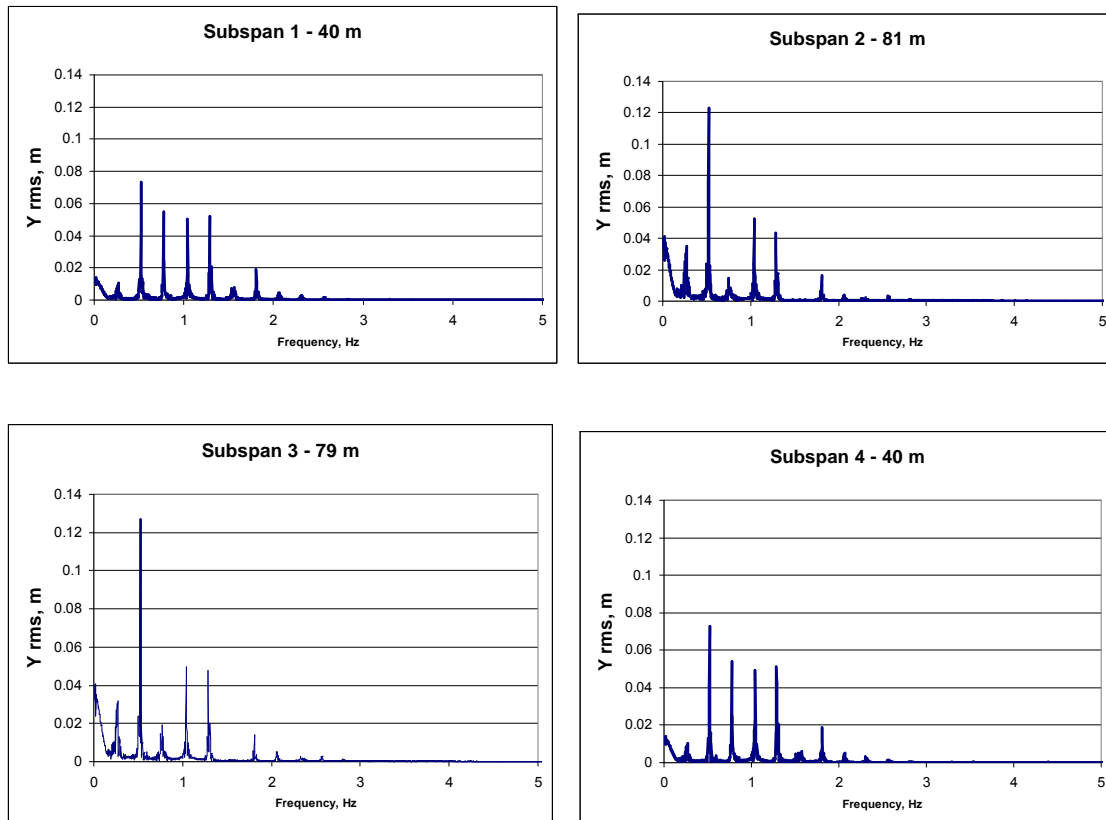 Subspan 1 - 40 m
Y rms, m
0.14
0.12
0.1
0.08
0.06
0.04
0.02
0
0 1 2 3 4 5
Frequency, Hz
Subspan 2 - 81 m
Y rms, m
0.14
0.12
0.1
0.08
0.06
0.04
0.02
0
0 1 2 3 4 5
Frequency, Hz
Subspan 3 - 79 m
Y rms, m
0.14
0.12
0.1
0.08
0.06
0.04
0.02
0
0 1 2 3 4 5
Frequency, Hz
Subspan 4 - 40 m
Y rms, m
0.14
0.12
0.1
0.08
0.06
0.04
0.02
0
0 1 2 3 4 5
Frequency, Hz